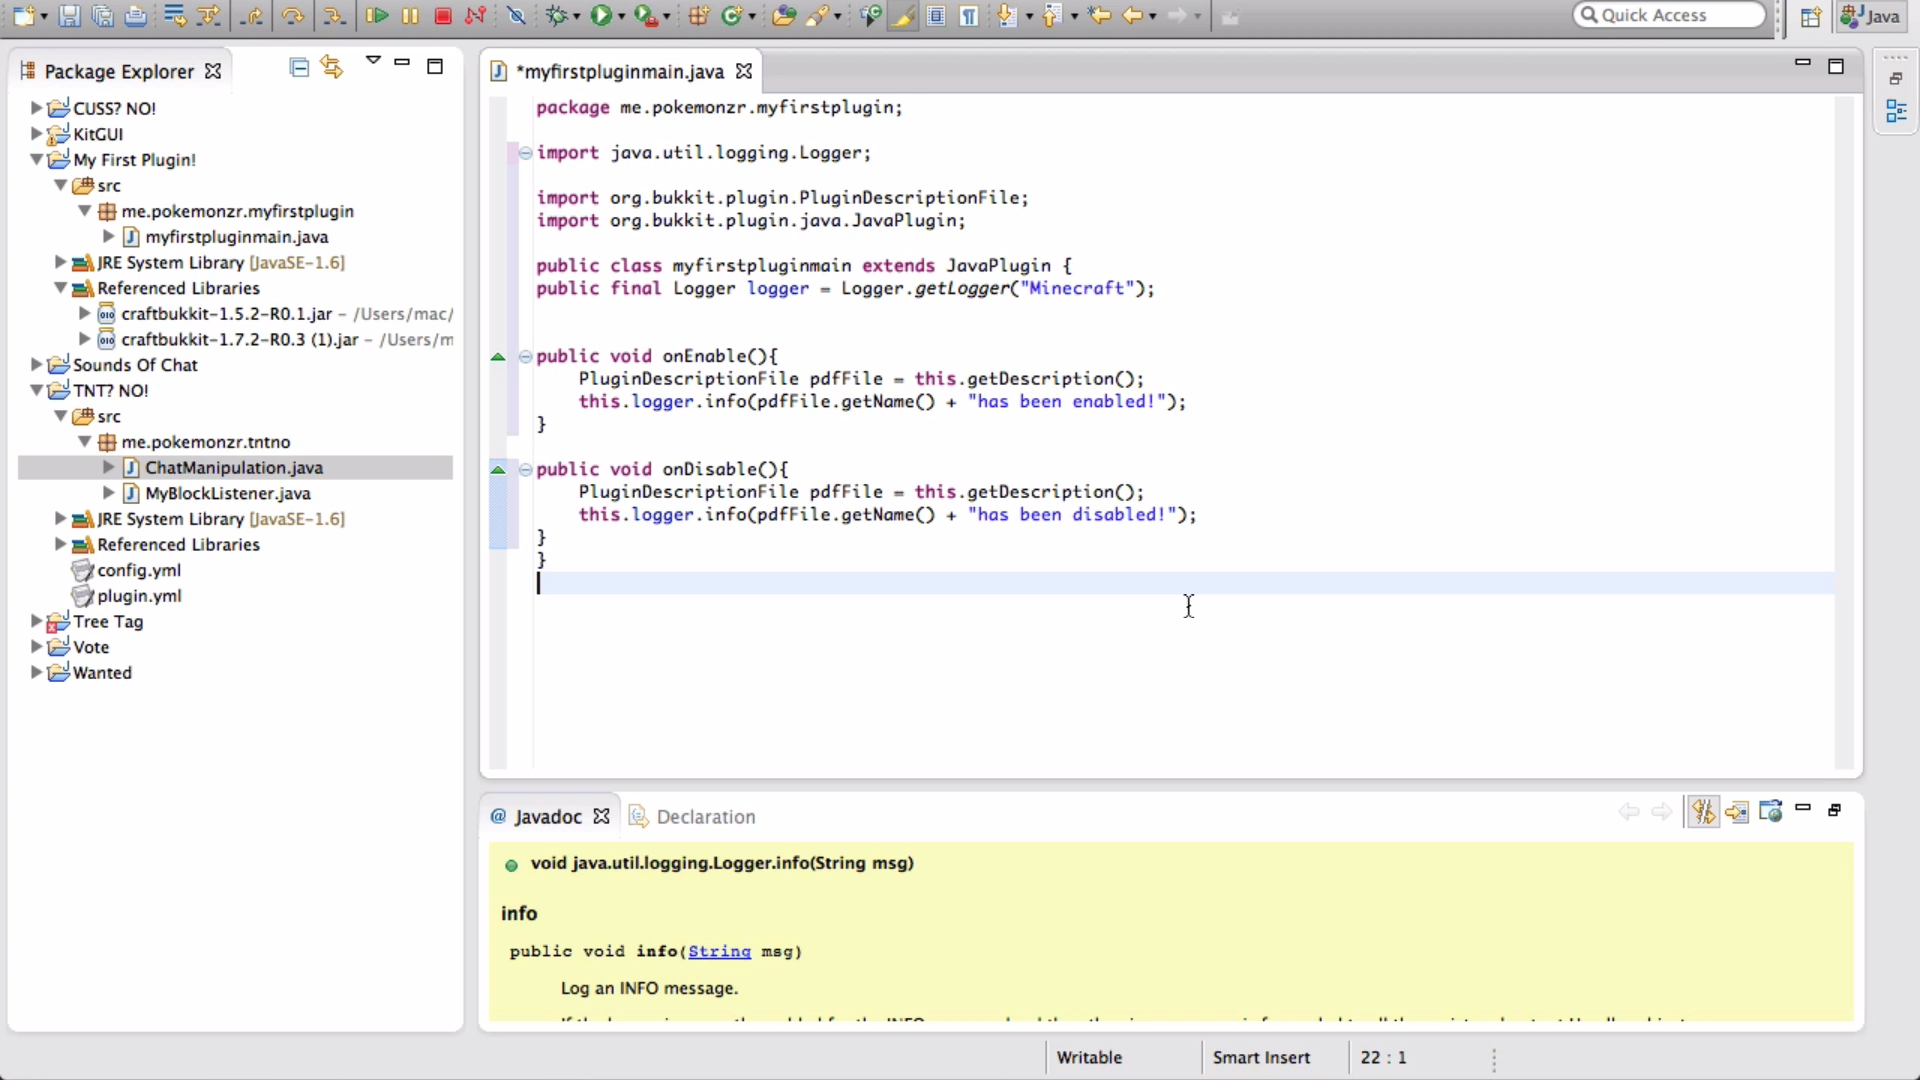 Quick Access
Java
Package Explorer
CUSS? NO!
KitGUI
My First Plugin!
src
me.pokemonzr.myfirstplugin
myfirstpluginmain.java
JRE System Library [JavaSE-1.6]
Referenced Libraries
craftbukkit-1.5.2-R0.1.jar - /Users/mac/
craftbukkit-1.7.2-R0.3 (1).jar - /Users/m
Sounds Of Chat
TNT? NO!
src
me.pokemonzr.tntno
ChatManipulation.java
MyBlockListener.java
JRE System Library [JavaSE-1.6]
Referenced Libraries
config.yml
plugin.yml
Tree Tag
Vote
Wanted
*myfirstpluginmain.java
package me.pokemonzr.myfirstplugin;
import java.util.logging.Logger;
import org.bukkit.plugin.PluginDescriptionFile;
import org.bukkit.plugin.java.JavaPlugin;
public class myfirstpluginmain extends JavaPlugin {
public final Logger logger = Logger.getLogger("Minecraft");
public void onEnable(){
PluginDescriptionFile pdfFile = this.getDescription();
this.logger.info(pdfFile.getName() + "has been enabled!");
}
public void onDisable(){
PluginDescriptionFile pdfFile = this.getDescription();
this.logger.info(pdfFile.getName() + "has been disabled!");
}
}
@ Javadoc
Declaration
void java.util.logging.Logger.info(String msg)
info
public void info(String msg)
Log an INFO message.
Writable
Smart Insert
22 : 1